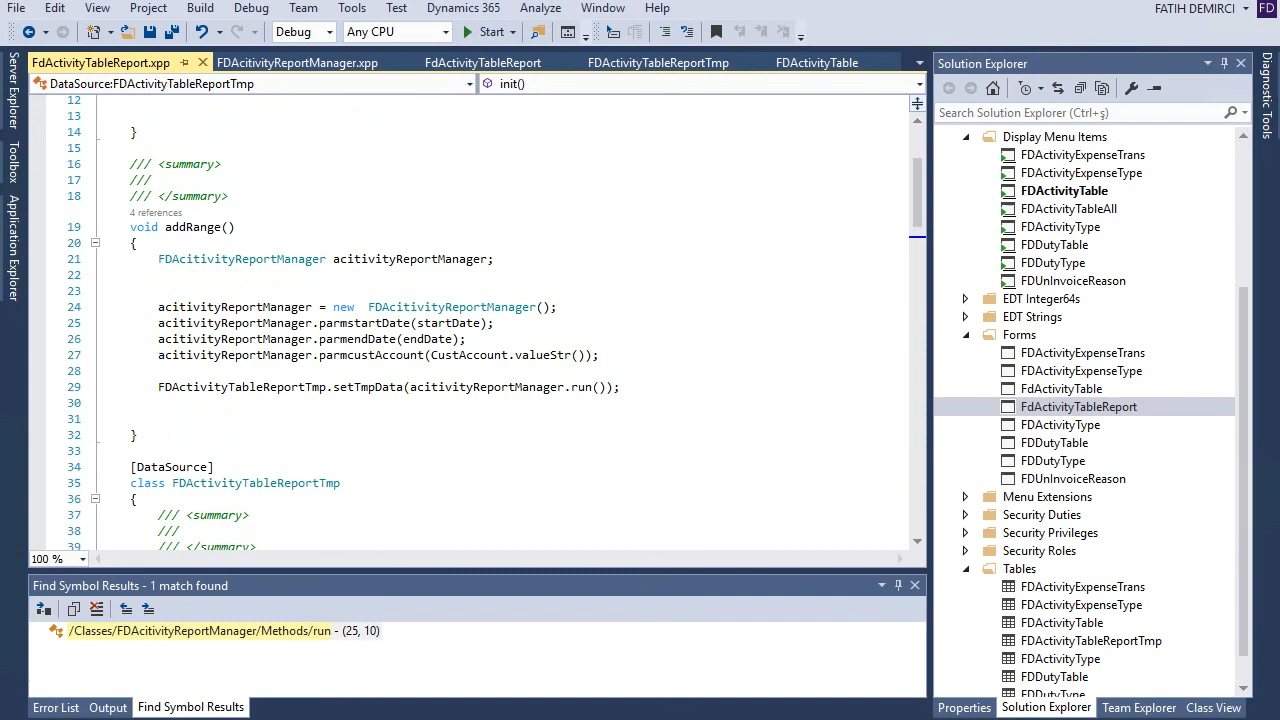 File Edit View Project Build Debug Team Tools Test Dynamics 365 Analyze Window Help FATIH DEMIRCI FD
Debug Any CPU Start
FdActivityTableReport.xpp FDAcitivityReportManager.xpp FdActivityTableReport FDActivityTableReportTmp FDActivityTable
DataSource:FDActivityTableReportTmp init()
12
13
14 }
15
16 /// <summary>
17 ///
18 /// </summary>
4 references
19 void addRange()
20 {
21 FDAcitivityReportManager acitivityReportManager;
22
23
24 acitivityReportManager = new FDAcitivityReportManager();
25 acitivityReportManager.parmstartDate(startDate);
26 acitivityReportManager.parmendDate(endDate);
27 acitivityReportManager.parmcustAccount(CustAccount.valueStr());
28
29 FDActivityTableReportTmp.setTmpData(acitivityReportManager.run());
30
31
32 }
33
34 [DataSource]
35 class FDActivityTableReportTmp
36 {
37 /// <summary>
38 ///
39 /// </summary>
100 %
Find Symbol Results - 1 match found
/Classes/FDAcitivityReportManager/Methods/run - (25, 10)
Error List Output Find Symbol Results
Server Explorer
Toolbox
Application Explorer
Solution Explorer
Search Solution Explorer (Ctrl+ş)
Display Menu Items
FDActivityExpenseTrans
FDActivityExpenseType
FDActivityTable
FDActivityTableAll
FDActivityType
FDDutyTable
FDDutyType
FDUnInvoiceReason
EDT Integer64s
EDT Strings
Forms
FDActivityExpenseTrans
FDActivityExpenseType
FdActivityTable
FdActivityTableReport
FDActivityType
FDDutyTable
FDDutyType
FDUnInvoiceReason
Menu Extensions
Security Duties
Security Privileges
Security Roles
Tables
FDActivityExpenseTrans
FDActivityExpenseType
FDActivityTable
FDActivityTableReportTmp
FDActivityType
FDDutyTable
FDDutyType
Properties Solution Explorer Team Explorer Class View
Diagnostic Tools